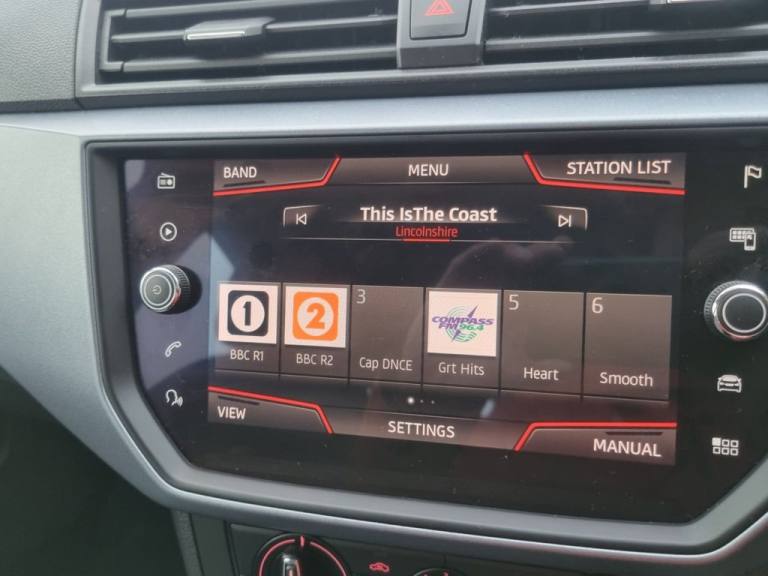 BAND MENU STATION LIST
This IsThe Coast
Lincolnshire
1 2 3 COMPASS FM 96.4 5 6
BBC R1 BBC R2 Cap DNCE Grt Hits Heart Smooth
VIEW SETTINGS MANUAL